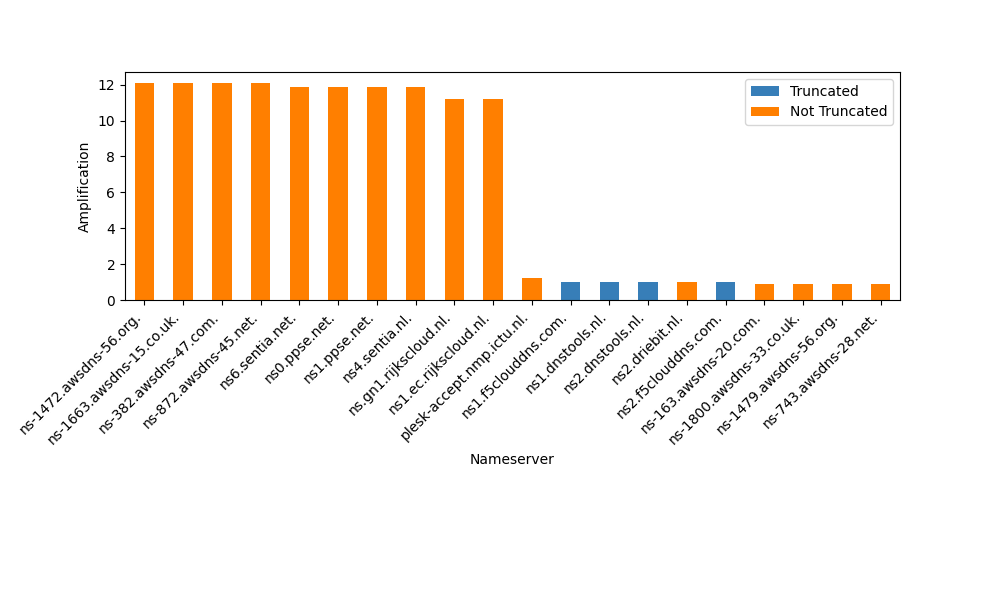 Truncated
Not Truncated
Amplification
12
10
8
6
4
2
0
ns-1472.awsdns-56.org.
ns-1663.awsdns-15.co.uk.
ns-382.awsdns-47.com.
ns-872.awsdns-45.net.
ns6.sentia.net.
ns0.ppse.net.
ns1.ppse.net.
ns4.sentia.nl.
ns.gn1.rijkscloud.nl.
ns1.ec.rijkscloud.nl.
plesk-accept.nmp.ictu.nl.
ns1.f5clouddns.com.
ns1.dnstools.nl.
ns2.dnstools.nl.
ns2.driebit.nl.
ns2.f5clouddns.com.
ns-163.awsdns-20.com.
ns-1800.awsdns-33.co.uk.
ns-1479.awsdns-56.org.
ns-743.awsdns-28.net.
Nameserver